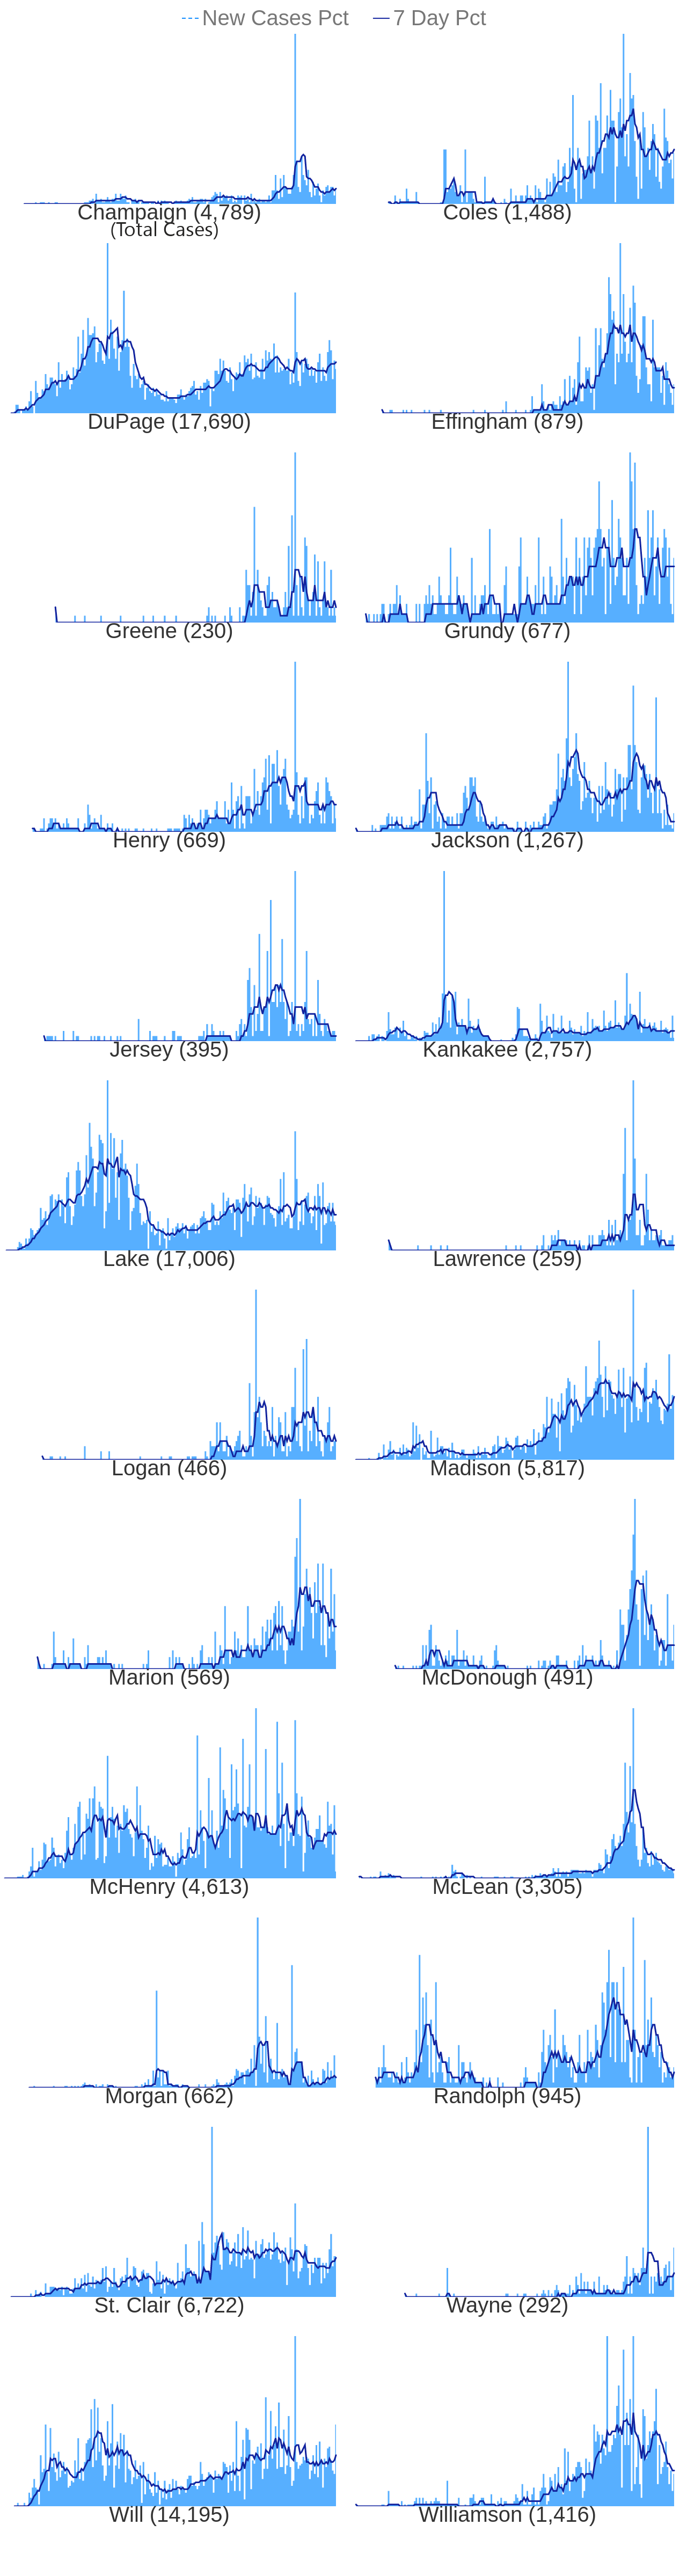 New Cases Pct 7 Day Pct
Champaign (4,789) Coles (1,488)
(Total Cases)
DuPage (17,690) Effingham (879)
Greene (230) Grundy (677)
Henry (669) Jackson (1,267)
Jersey (395) Kankakee (2,757)
Lake (17,006) Lawrence (259)
Logan (466) Madison (5,817)
Marion (569) McDonough (491)
McHenry (4,613) McLean (3,305)
Morgan (662) Randolph (945)
St. Clair (6,722) Wayne (292)
Will (14,195) Williamson (1,416)